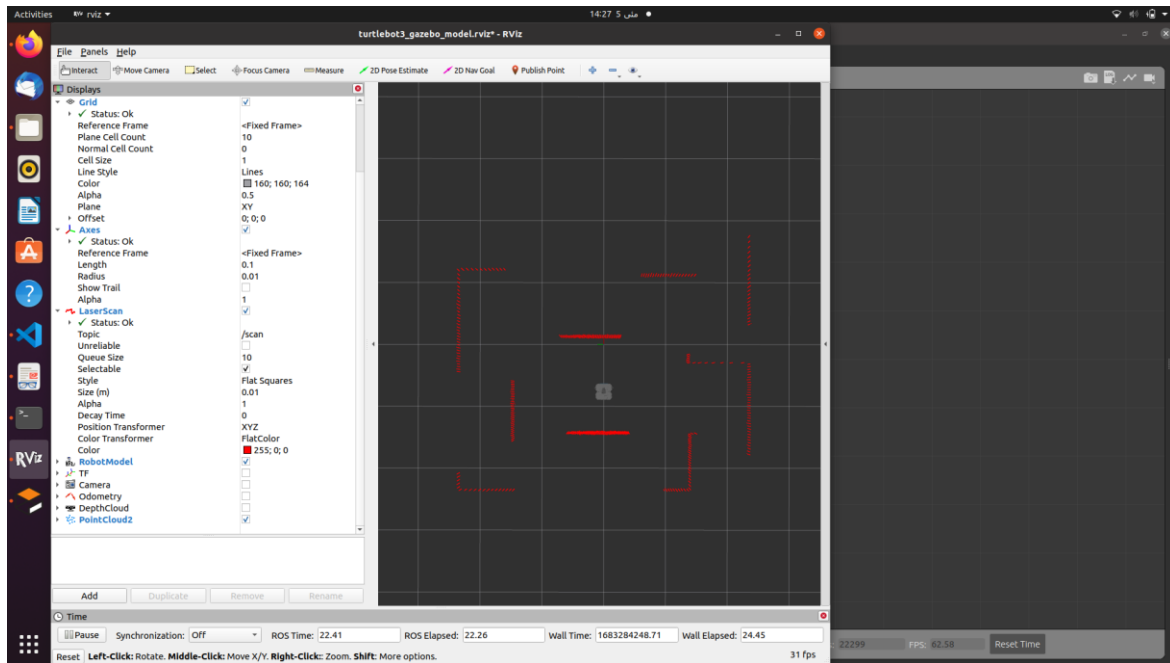 Activities RViz rviz ▾ 14:27 5 مئی ●
turtlebot3_gazebo_model.rviz* - RViz
File Panels Help
Interact Move Camera Select Focus Camera Measure 2D Pose Estimate 2D Nav Goal Publish Point
Displays
Grid
Status: Ok
Reference Frame <Fixed Frame>
Plane Cell Count 10
Normal Cell Count 0
Cell Size 1
Line Style Lines
Color 160; 160; 164
Alpha 0.5
Plane XY
Offset 0; 0; 0
Axes
Status: Ok
Reference Frame <Fixed Frame>
Length 0.1
Radius 0.01
Show Trail
Alpha 1
LaserScan
Status: Ok
Topic /scan
Unreliable
Queue Size 10
Selectable
Style Flat Squares
Size (m) 0.01
Alpha 1
Decay Time 0
Position Transformer XYZ
Color Transformer FlatColor
Color 255; 0; 0
RobotModel
TF
Camera
Odometry
DepthCloud
PointCloud2
Add Duplicate Remove Rename
Time
Pause Synchronization: Off ROS Time: 22.41 ROS Elapsed: 22.26 Wall Time: 1683284248.71 Wall Elapsed: 24.45
Reset Left-Click: Rotate. Middle-Click: Move X/Y. Right-Click:: Zoom. Shift: More options. 31 fps
: 22299 FPS: 62.58 Reset Time
RViz